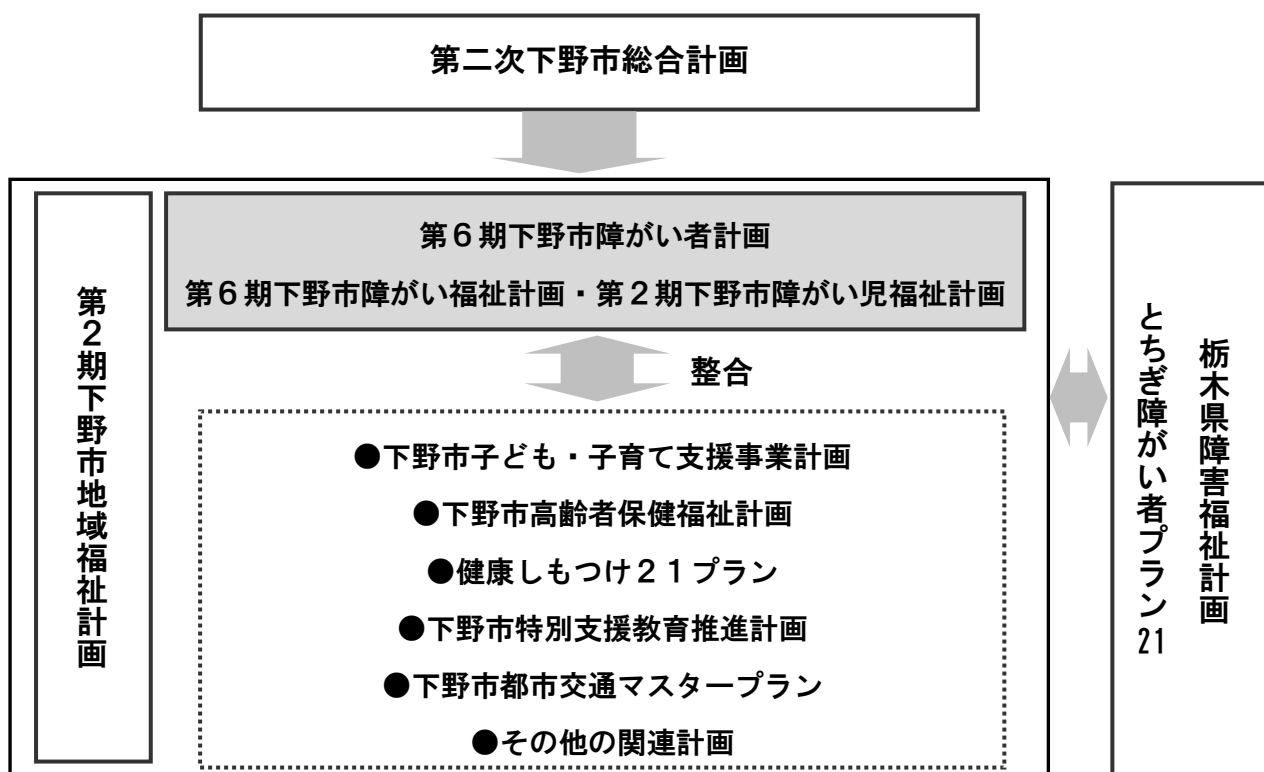 第二次下野市総合計画
第２期下野市地域福祉計画
第６期下野市障がい者計画
第６期下野市障がい福祉計画・第２期下野市障がい児福祉計画
整合
●下野市子ども・子育て支援事業計画
●下野市高齢者保健福祉計画
●健康しもつけ２１プラン
●下野市特別支援教育推進計画
●下野市都市交通マスタープラン
●その他の関連計画
栃木県障害福祉計画
とちぎ障がい者プラン21